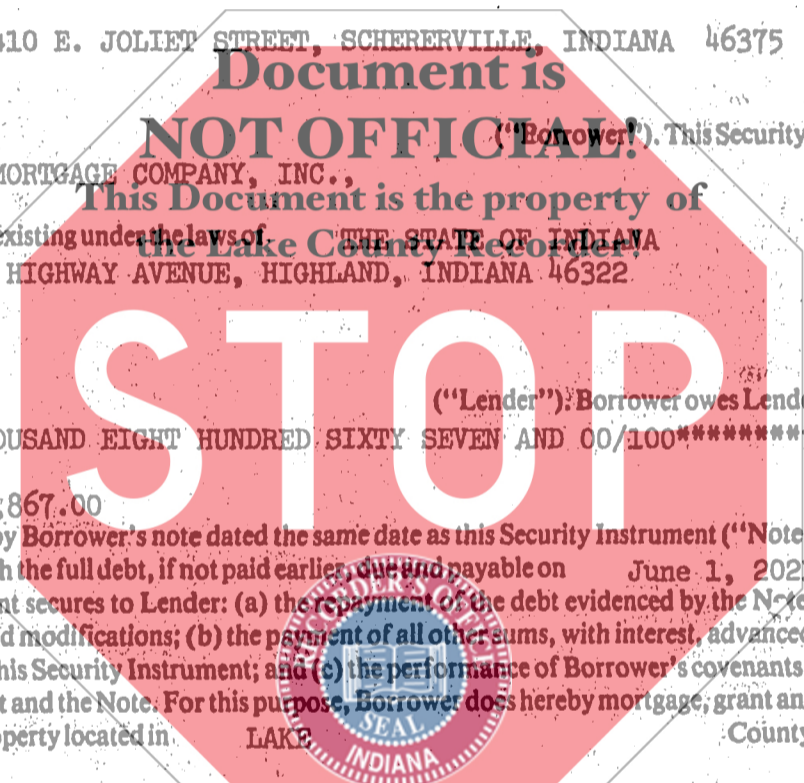 410 E. JOLIET STREET, SCHERERVILLE, INDIANA 46375
Document is
NOT OFFICIAL!
("Borrower"). This Security
MORTGAGE COMPANY, INC.,
This Document is the property of
existing under the laws of THE STATE OF INDIANA
the Lake County Recorder!
HIGHWAY AVENUE, HIGHLAND, INDIANA 46322
STOP
("Lender"). Borrower owes Lende
OUSAND EIGHT HUNDRED SIXTY SEVEN AND 00/100*********
,867.00
by Borrower's note dated the same date as this Security Instrument ("Note
h the full debt, if not paid earlier, due and payable on June 1, 202
nt secures to Lender: (a) the repayment of the debt evidenced by the Note
d modifications; (b) the payment of all other sums, with interest, advanced
his Security Instrument; and (c) the performance of Borrower's covenants
t and the Note. For this purpose, Borrower does hereby mortgage, grant an
perty located in LAKE County
RECORDER'S OFFICE
SEAL
INDIANA